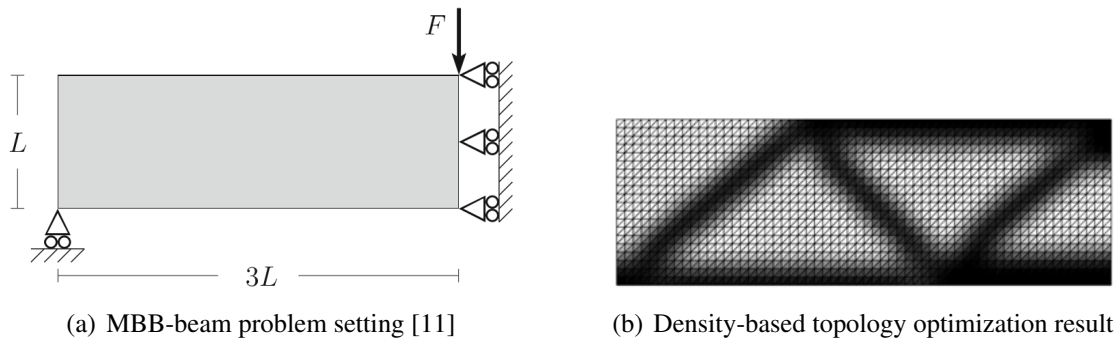 F
L
3L
(a) MBB-beam problem setting [11]
(b) Density-based topology optimization result